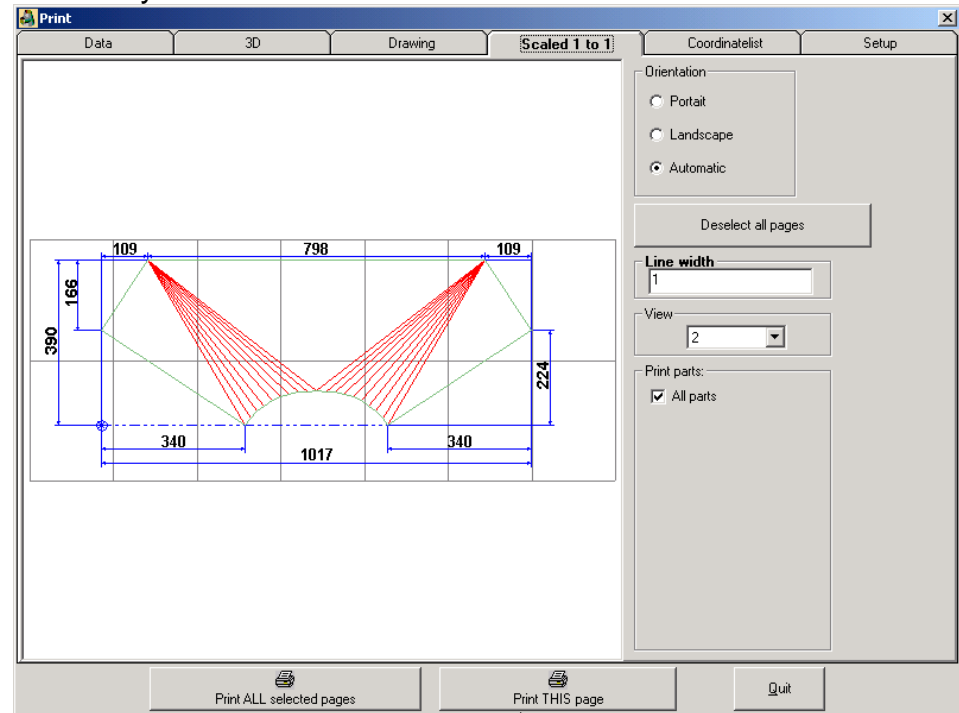 Print
Data
3D
Drawing
Scaled 1 to 1
Coordinatelist
Setup
Orientation
Portait
Landscape
Automatic
Deselect all pages
Line width
1
View
2
Print parts:
All parts
109
798
109
166
390
224
340
340
1017
Print ALL selected pages
Print THIS page
Quit